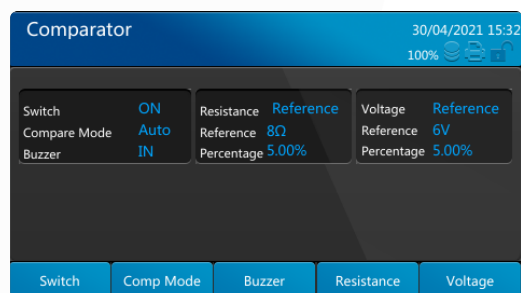 Comparator
30/04/2021 15:32
100%
Switch ON
Compare Mode Auto
Buzzer IN
Resistance Reference
Reference 8Ω
Percentage 5.00%
Voltage Reference
Reference 6V
Percentage 5.00%
Switch Comp Mode Buzzer Resistance Voltage